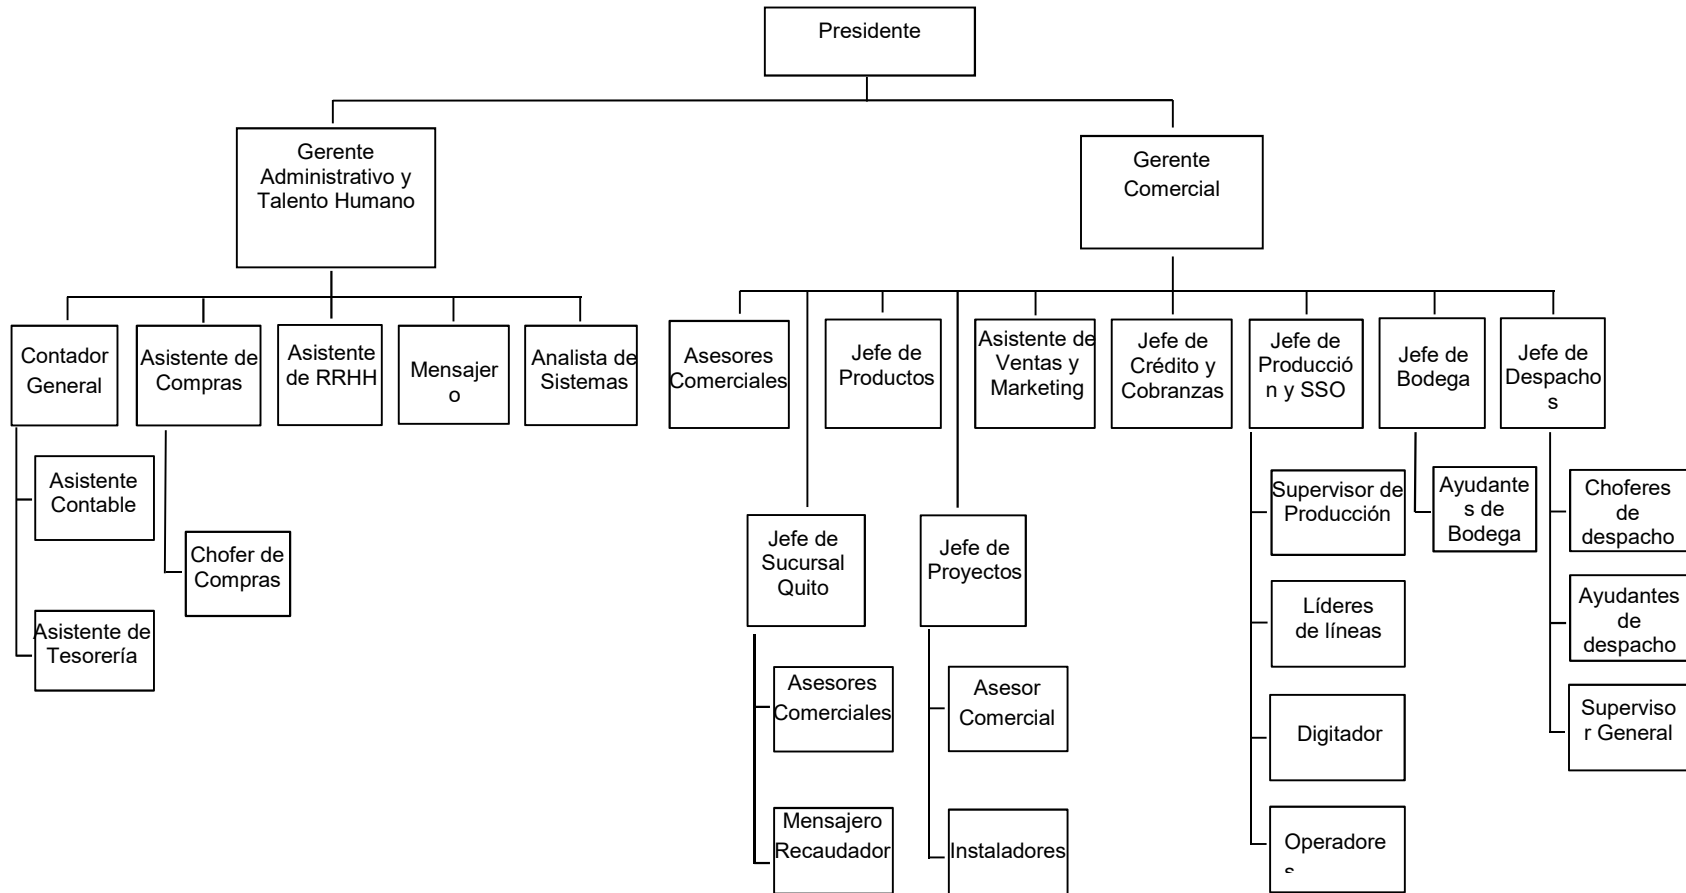 Presidente
Gerente
Administrativo y
Talento Humano
Gerente
Comercial
Contador
General
Asistente de
Compras
Asistente
de RRHH
Mensajer
o
Analista de
Sistemas
Asesores
Comerciales
Jefe de
Productos
Asistente de
Ventas y
Marketing
Jefe de
Crédito y
Cobranzas
Jefe de
Producció
n y SSO
Jefe de
Bodega
Jefe de
Despacho
s
Asistente
Contable
Chofer de
Compras
Asistente de
Tesorería
Jefe de
Sucursal
Quito
Jefe de
Proyectos
Supervisor de
Producción
Ayudante
s de
Bodega
Choferes
de
despacho
Líderes
de líneas
Ayudantes
de
despacho
Asesores
Comerciales
Asesor
Comercial
Digitador
Superviso
r General
Mensajero
Recaudador
Instaladores
Operadore
s